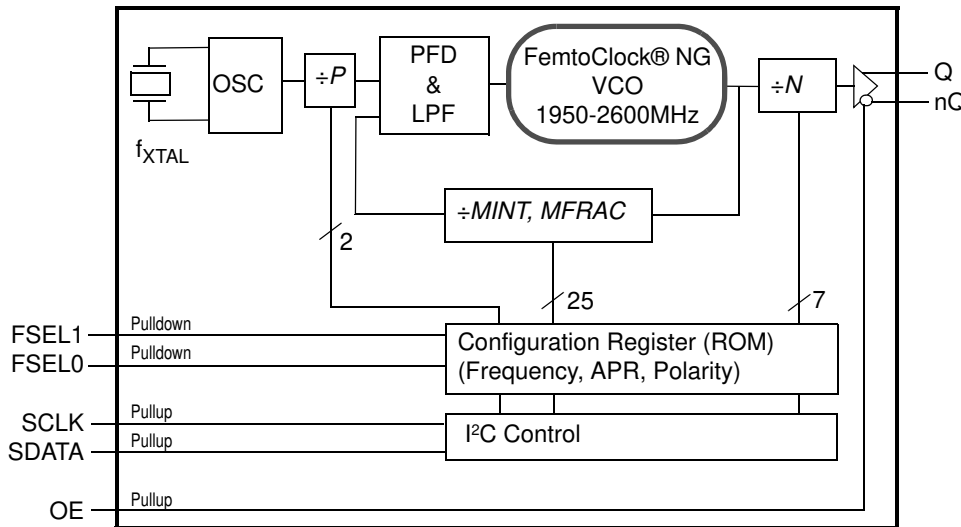 OSC
÷P
PFD
&
LPF
FemtoClock® NG
VCO
1950-2600MHz
÷N
Q
nQ
fXTAL
÷MINT, MFRAC
2
25
7
FSEL1
Pulldown
FSEL0
Pulldown
Configuration Register (ROM)
(Frequency, APR, Polarity)
SCLK
Pullup
SDATA
Pullup
I²C Control
OE
Pullup